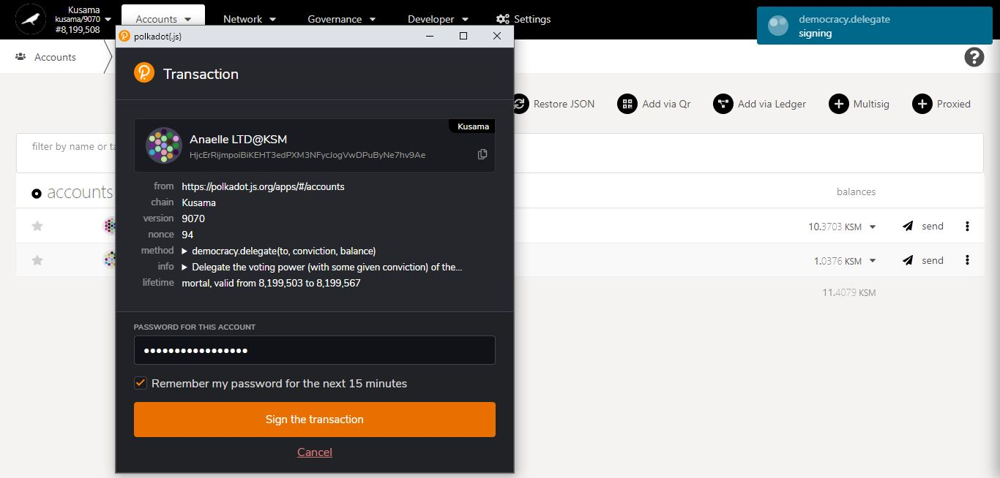 Kusama
kusama/9070
#8,199,508
Accounts
Network
Governance
Developer
Settings
democracy.delegate
signing
polkadot{.js}
Accounts
Transaction
Restore JSON
Add via Qr
Add via Ledger
Multisig
Proxied
Kusama
Anaelle LTD@KSM
HjcErRijmpoiBiKEHT3edPXM3NFycJogVwDPuByNe7hv9Ae
filter by name or ta
from https://polkadot.js.org/apps/#/accounts
accounts
balances
chain Kusama
version 9070
10.3703 KSM
send
nonce 94
method democracy.delegate(to, conviction, balance)
1.0376 KSM
send
info Delegate the voting power (with some given conviction) of the...
lifetime mortal, valid from 8,199,503 to 8,199,567
11.4079 KSM
PASSWORD FOR THIS ACCOUNT
Remember my password for the next 15 minutes
Sign the transaction
Cancel